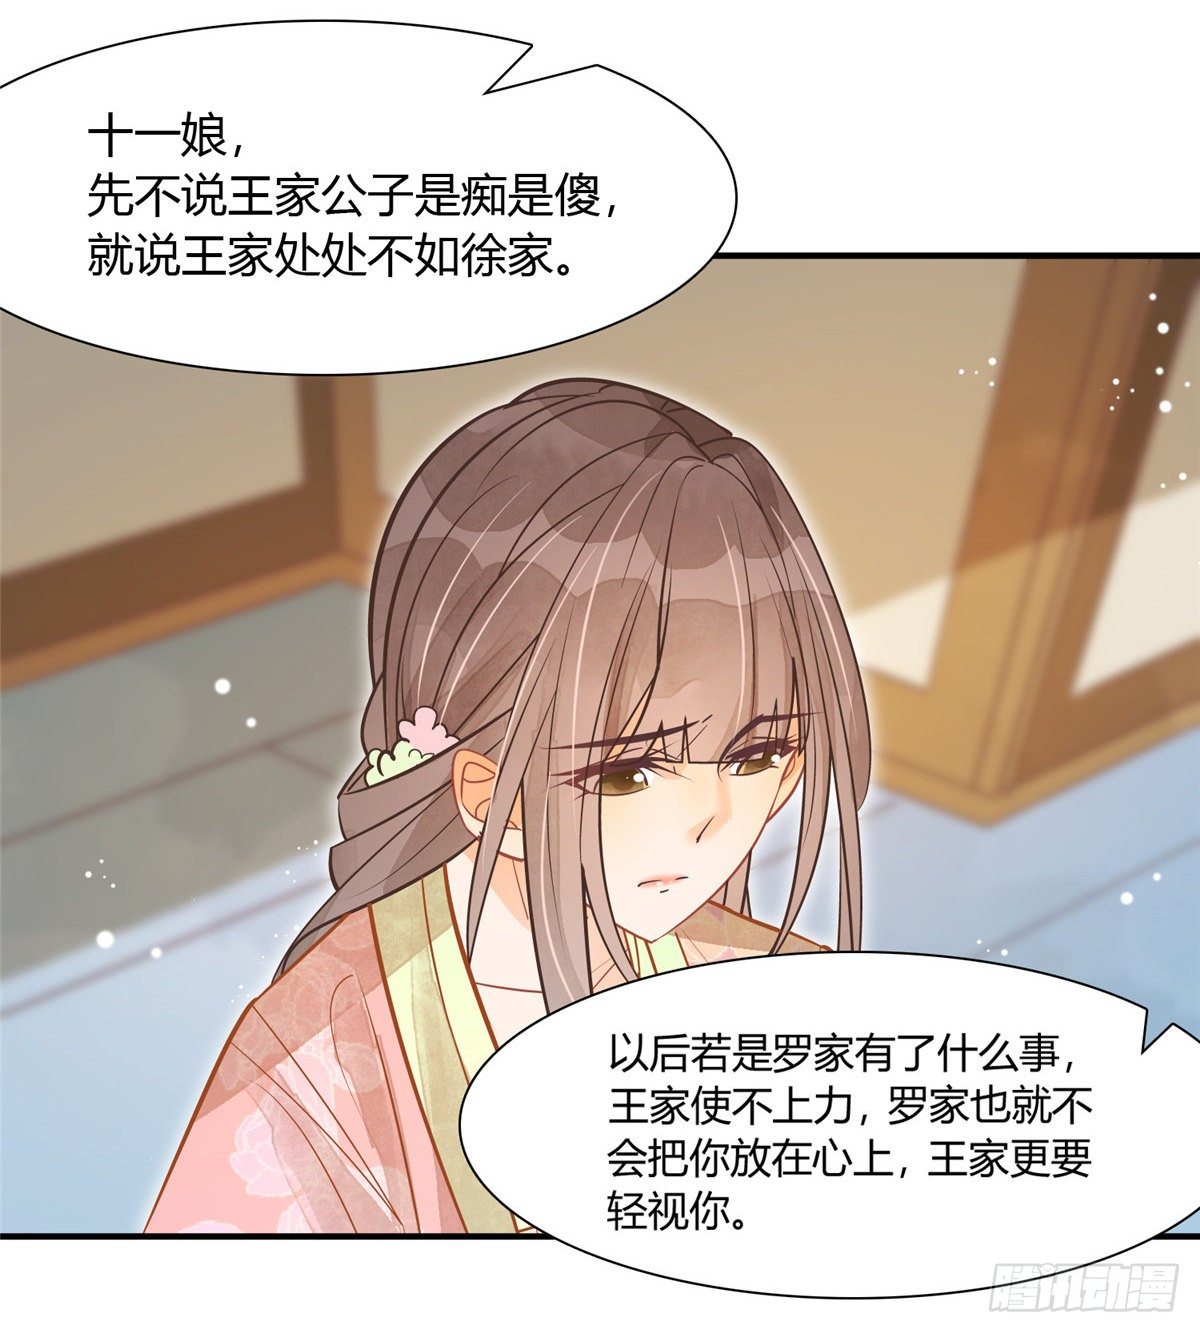 十一娘，
先不说王家公子是痴是傻，
就说王家处处不如徐家。
以后若是罗家有了什么事，
王家使不上力，罗家也就不
会把你放在心上，王家更要
轻视你。
腾讯动漫